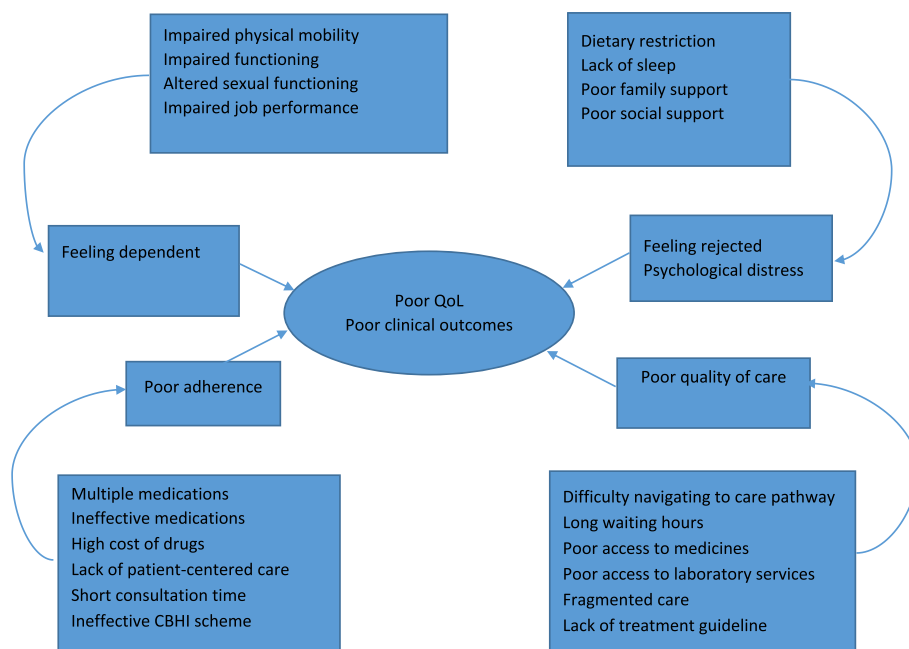 Impaired physical mobility
Impaired functioning
Altered sexual functioning
Impaired job performance
Dietary restriction
Lack of sleep
Poor family support
Poor social support
Feeling dependent
Feeling rejected
Psychological distress
Poor QoL
Poor clinical outcomes
Poor adherence
Poor quality of care
Multiple medications
Ineffective medications
High cost of drugs
Lack of patient-centered care
Short consultation time
Ineffective CBHI scheme
Difficulty navigating to care pathway
Long waiting hours
Poor access to medicines
Poor access to laboratory services
Fragmented care
Lack of treatment guideline